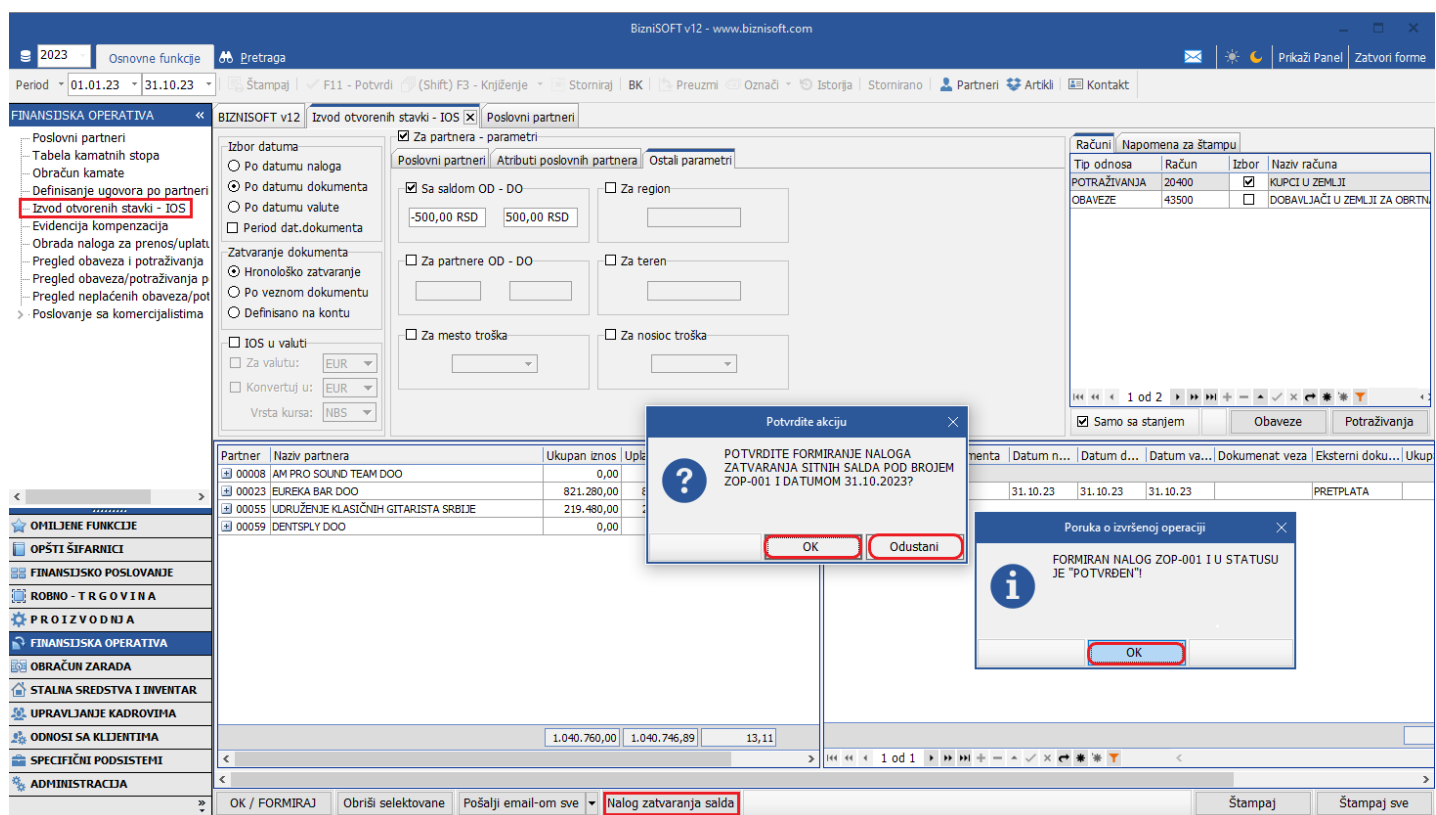 BizniSOFT v12 - www.biznisoft.com
2023 Osnovne funkcije Pretraga Prikaži Panel Zatvori forme
Period 01.01.23 31.10.23 Štampaj F11 - Potvrdi (Shift) F3 - Knjiženje Storniraj BK Preuzmi Označi Istorija Stornirano Partneri Artikli Kontakt
FINANSIJSKA OPERATIVA «
Poslovni partneri
Tabela kamatnih stopa
Obračun kamate
Definisanje ugovora po partneri
Izvod otvorenih stavki - IOS
Evidencija kompenzacija
Obrada naloga za prenos/uplatu
Pregled obaveza i potraživanja
Pregled obaveza/potraživanja p
Pregled neplaćenih obaveza/pot
Poslovanje sa komercijalistima
OMILJENE FUNKCIJE
OPŠTI ŠIFARNICI
FINANSIJSKO POSLOVANJE
ROBNO - T R G O V I N A
P R O I Z V O D NJ A
FINANSIJSKA OPERATIVA
OBRAČUN ZARADA
STALNA SREDSTVA I INVENTAR
UPRAVLJANJE KADROVIMA
ODNOSI SA KLIJENTIMA
SPECIFIČNI PODSISTEMI
ADMINISTRACIJA
»
BIZNISOFT v12 Izvod otvorenih stavki - IOS Poslovni partneri
Izbor datuma
Po datumu naloga
Po datumu dokumenta
Po datumu valute
Period dat.dokumenta
Zatvaranje dokumenta
Hronološko zatvaranje
Po veznom dokumentu
Definisano na kontu
IOS u valuti
Za valutu: EUR
Konvertuj u: EUR
Vrsta kursa: NBS
Za partnera - parametri
Poslovni partneri Atributi poslovnih partnera Ostali parametri
Sa saldom OD - DO Za region
-500,00 RSD 500,00 RSD
Za partnere OD - DO Za teren
Za mesto troška Za nosioc troška
Računi Napomena za štampu
Tip odnosa Račun Izbor Naziv računa
POTRAŽIVANJA 20400 KUPCI U ZEMLJI
OBAVEZE 43500 DOBAVLJAČI U ZEMLJI ZA OBRTN
1 od 2
Samo sa stanjem Obaveze Potraživanja
Partner Naziv partnera Ukupan iznos
00008 AM PRO SOUND TEAM DOO 0,00
00023 EUREKA BAR DOO 821.280,00
00055 UDRUŽENJE KLASIČNIH GITARISTA SRBIJE 219.480,00
00059 DENTSPLY DOO 0,00
1.040.760,00 1.040.746,89 13,11
menta Datum n... Datum d... Datum va... Dokumenat veza Eksterni doku... Ukup
31.10.23 31.10.23 31.10.23 PRETPLATA
1 od 1
Potvrdite akciju
POTVRDITE FORMIRANJE NALOGA
ZATVARANJA SITNIH SALDA POD BROJEM
ZOP-001 I DATUMOM 31.10.2023?
OK Odustani
Poruka o izvršenoj operaciji
FORMIRAN NALOG ZOP-001 I U STATUSU
JE "POTVRĐEN"!
OK
OK / FORMIRAJ Obriši selektovane Pošalji email-om sve Nalog zatvaranja salda Štampaj Štampaj sve